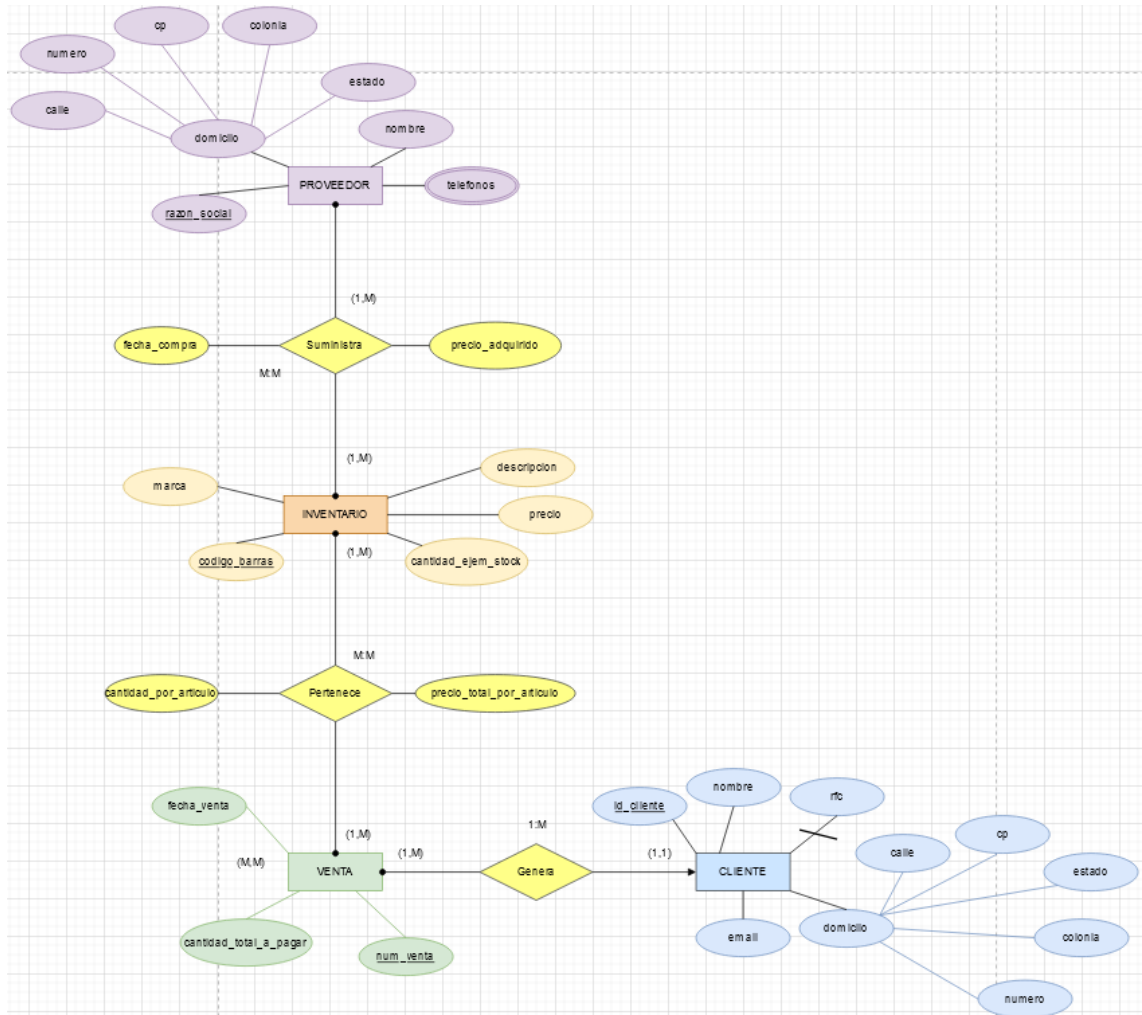 cp
colonia
numero
estado
calle
nombre
domicilio
PROVEEDOR
telefonos
razon_social
(1,M)
fecha_compra
Suministra
precio_adquirido
M:M
(1,M)
descripcion
marca
precio
INVENTARIO
(1,M)
codigo_barras
cantidad_ejem_stock
M:M
cantidad_por_articulo
Pertenece
precio_total_por_articulo
nombre
rfc
fecha_venta
id_cliente
1:M
cp
(1,M)
calle
(M,M)
(1,M)
(1,1)
VENTA
Genera
CLIENTE
estado
domicilio
cantidad_total_a_pagar
email
colonia
num_venta
numero